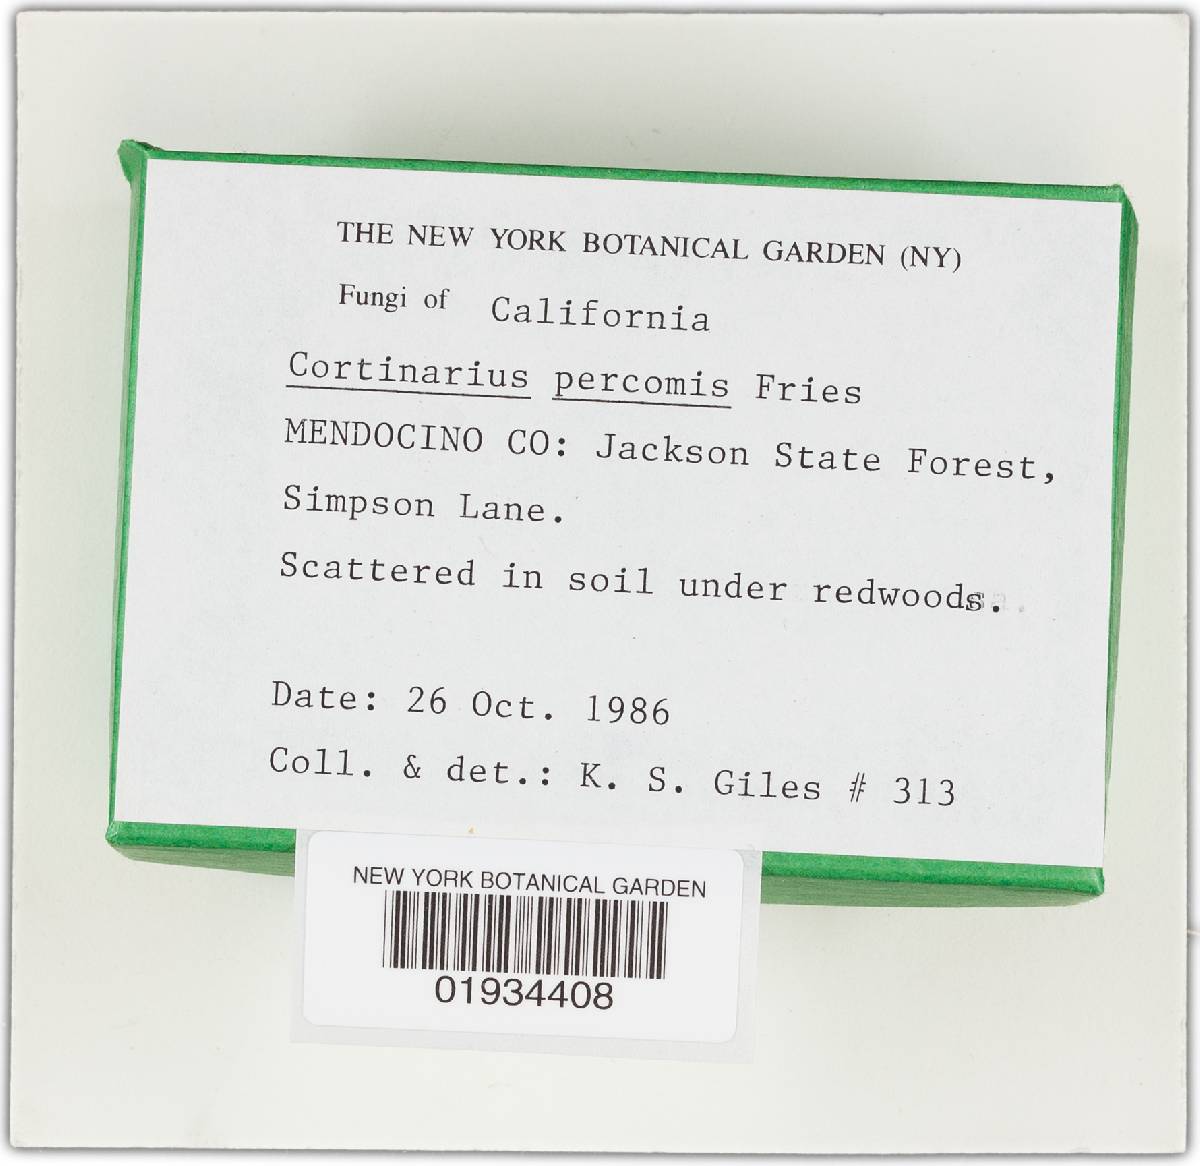 THE NEW YORK BOTANICAL GARDEN (NY)
Fungi of California
Cortinarius percomis Fries
MENDOCINO CO: Jackson State Forest,
Simpson Lane.
Scattered in soil under redwoods.
Date: 26 Oct. 1986
Coll. & det.: K. S. Giles # 313
NEW YORK BOTANICAL GARDEN
01934408